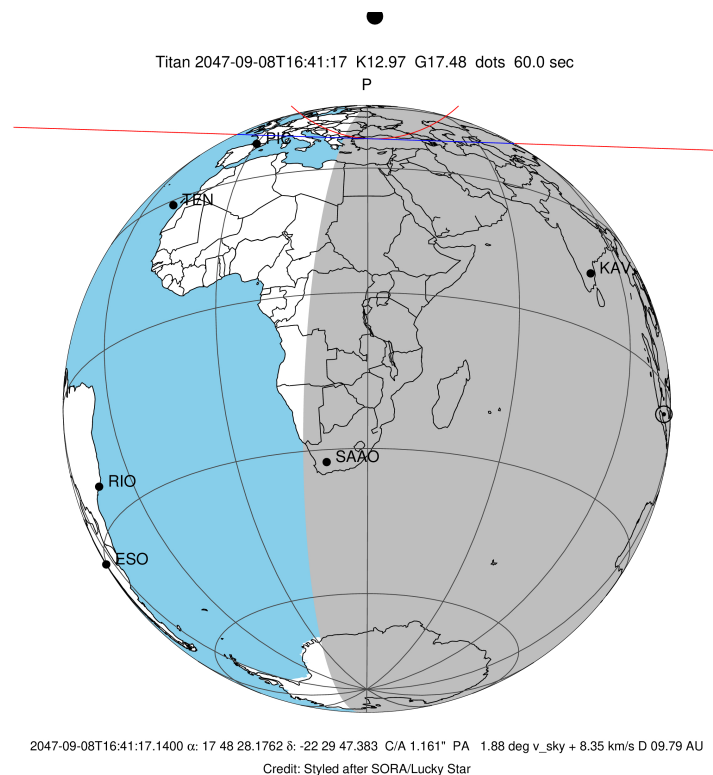 Titan 2047-09-08T16:41:17 K12.97 G17.48 dots 60.0 sec
P
PIC
TEN
KAV
SAAO
RIO
ESO
2047-09-08T16:41:17.1400 α: 17 48 28.1762 δ: -22 29 47.383 C/A 1.161" PA 1.88 deg v_sky + 8.35 km/s D 09.79 AU
Credit: Styled after SORA/Lucky Star